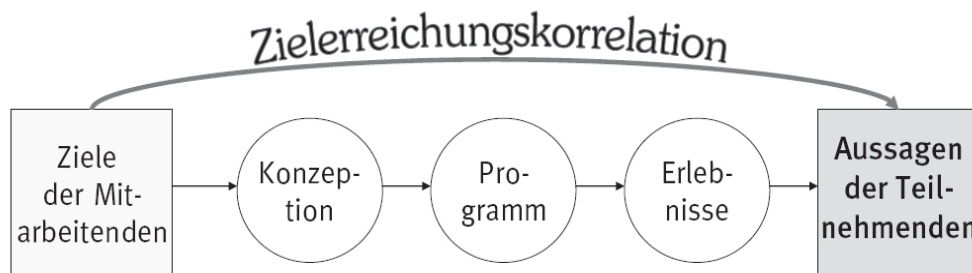 Zielerreichungskorrelation
Ziele
der Mit-
arbeitenden
Konzep-
tion
Pro-
gramm
Erleb-
nisse
Aussagen
der Teil-
nehmenden